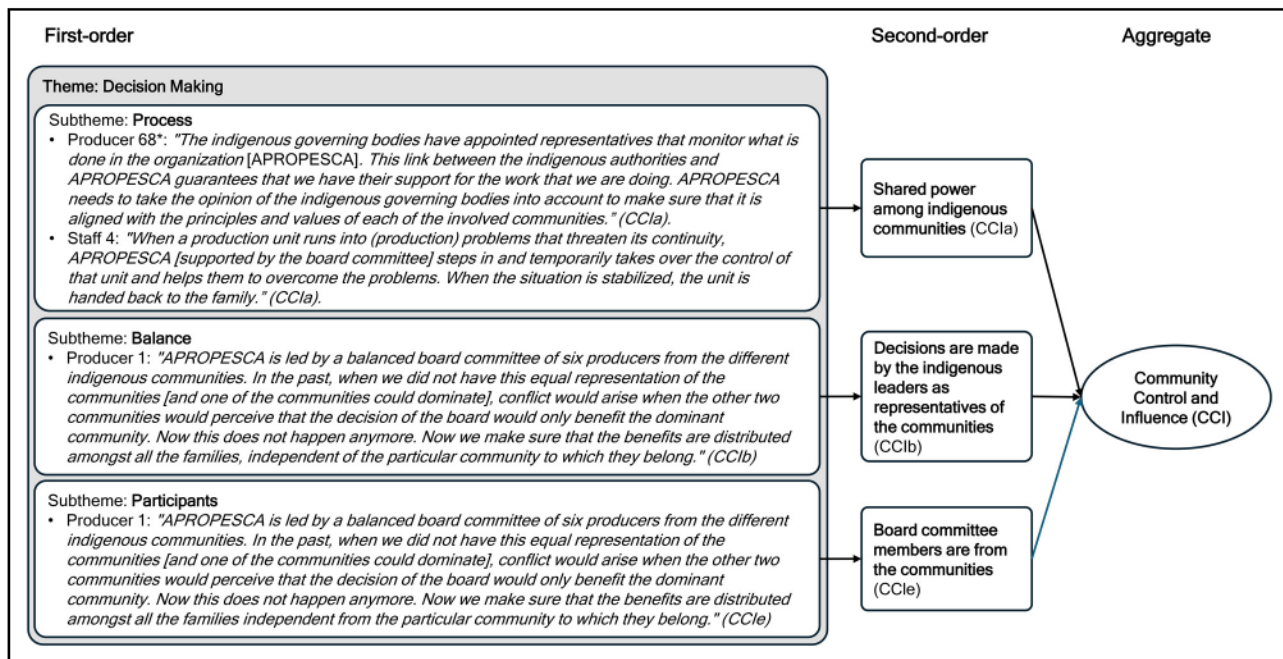 First-order
Second-order
Aggregate
Theme: Decision Making
Subtheme: Process
• Producer 68*: "The indigenous governing bodies have appointed representatives that monitor what is
done in the organization [APROPESCA]. This link between the indigenous authorities and
APROPESCA guarantees that we have their support for the work that we are doing. APROPESCA
needs to take the opinion of the indigenous governing bodies into account to make sure that it is
aligned with the principles and values of each of the involved communities." (CCIa).
• Staff 4: "When a production unit runs into (production) problems that threaten its continuity,
APROPESCA [supported by the board committee] steps in and temporarily takes over the control of
that unit and helps them to overcome the problems. When the situation is stabilized, the unit is
handed back to the family." (CCIa).
Subtheme: Balance
• Producer 1: "APROPESCA is led by a balanced board committee of six producers from the different
indigenous communities. In the past, when we did not have this equal representation of the
communities [and one of the communities could dominate], conflict would arise when the other two
communities would perceive that the decision of the board would only benefit the dominant
community. Now this does not happen anymore. Now we make sure that the benefits are distributed
amongst all the families, independent of the particular community to which they belong." (CCIb)
Subtheme: Participants
• Producer 1: "APROPESCA is led by a balanced board committee of six producers from the different
indigenous communities. In the past, when we did not have this equal representation of the
communities [and one of the communities could dominate], conflict would arise when the other two
communities would perceive that the decision of the board would only benefit the dominant
community. Now this does not happen anymore. Now we make sure that the benefits are distributed
amongst all the families independent from the particular community to which they belong." (CCIe)
Shared power
among indigenous
communities (CCIa)
Decisions are made
by the indigenous
leaders as
representatives of
the communities
(CCIb)
Board committee
members are from
the communities
(CCIe)
Community
Control and
Influence (CCI)